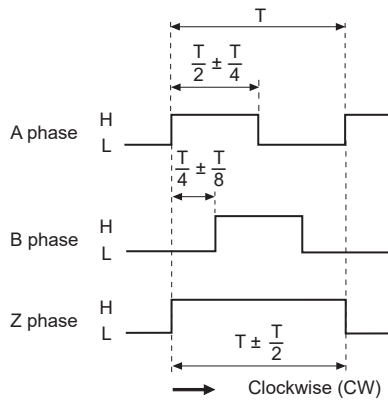 T
T/2 ± T/4
H
A phase
L
T/4 ± T/8
H
B phase
L
H
Z phase
L
T ± T/2
Clockwise (CW)